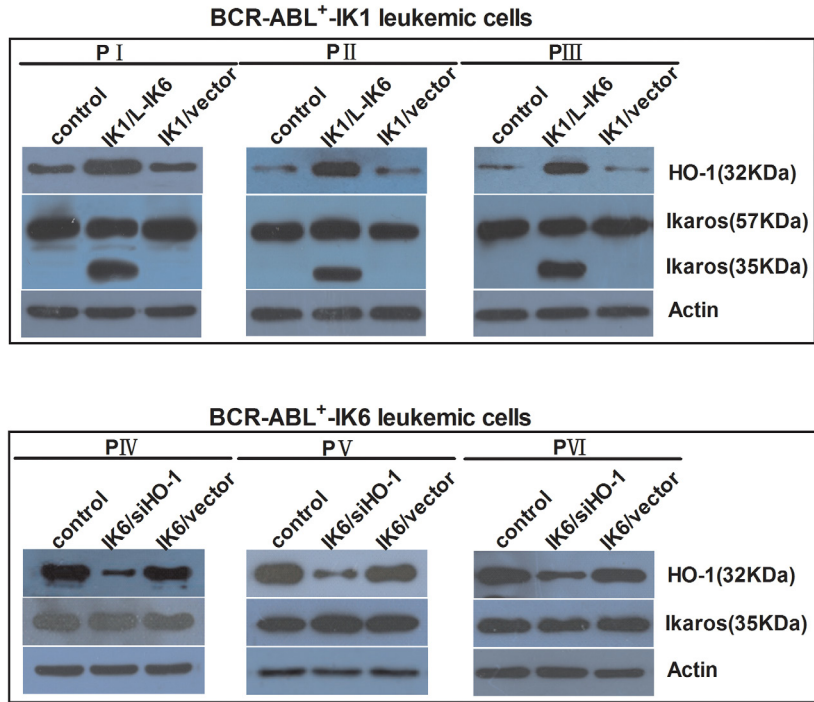 BCR-ABL+-IK1 leukemic cells
PⅠ PⅡ PⅢ
control IK1/L-IK6 IK1/vector control IK1/L-IK6 IK1/vector control IK1/L-IK6 IK1/vector
HO-1(32KDa)
Ikaros(57KDa)
Ikaros(35KDa)
Actin
BCR-ABL+-IK6 leukemic cells
PⅣ PⅤ PⅥ
control IK6/siHO-1 IK6/vector control IK6/siHO-1 IK6/vector control IK6/siHO-1 IK6/vector
HO-1(32KDa)
Ikaros(35KDa)
Actin